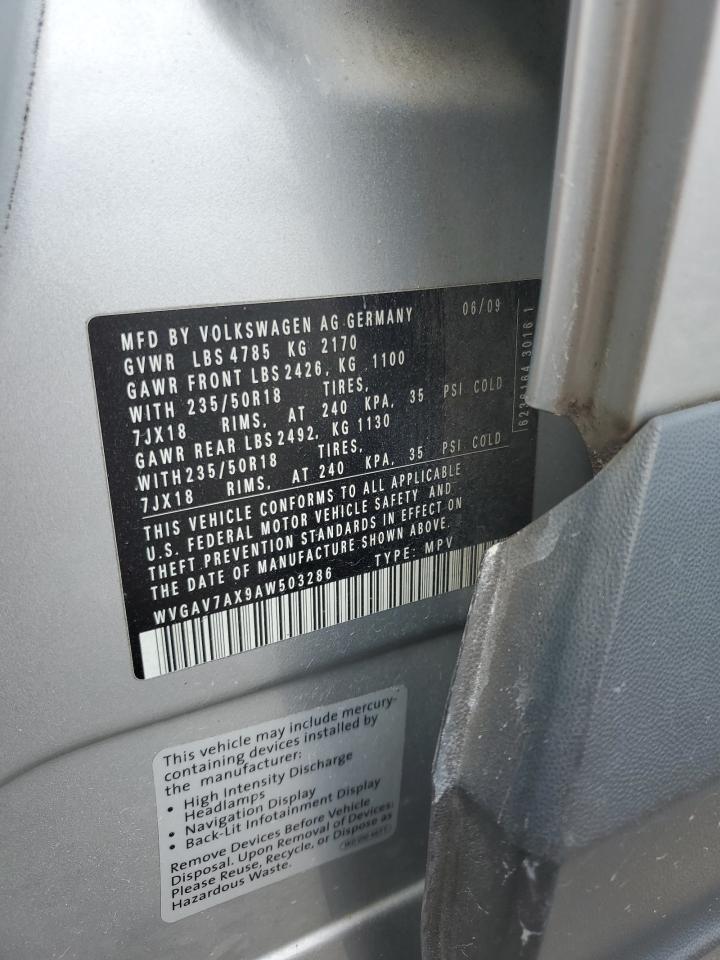 MFD BY VOLKSWAGEN AG GERMANY 06/09
GVWR LBS 4785 KG 2170
GAWR FRONT LBS 2426, KG 1100
WITH 235/50R18 TIRES,
7JX18 RIMS, AT 240 KPA, 35 PSI COLD
GAWR REAR LBS 2492, KG 1130
WITH 235/50R18 TIRES,
7JX18 RIMS, AT 240 KPA, 35 PSI COLD
THIS VEHICLE CONFORMS TO ALL APPLICABLE
U.S. FEDERAL MOTOR VEHICLE SAFETY AND
THEFT PREVENTION STANDARDS IN EFFECT ON
THE DATE OF MANUFACTURE SHOWN ABOVE.
WVGAV7AX9AW503286 TYPE: MPV
3016 1
This vehicle may include mercury-
containing devices installed by
the manufacturer:
• High Intensity Discharge
Headlamps
• Navigation Display
• Back-Lit Infotainment Display
Remove Devices Before Vehicle
Disposal. Upon Removal of Devices:
Please Reuse, Recycle, or Dispose as
Hazardous Waste.